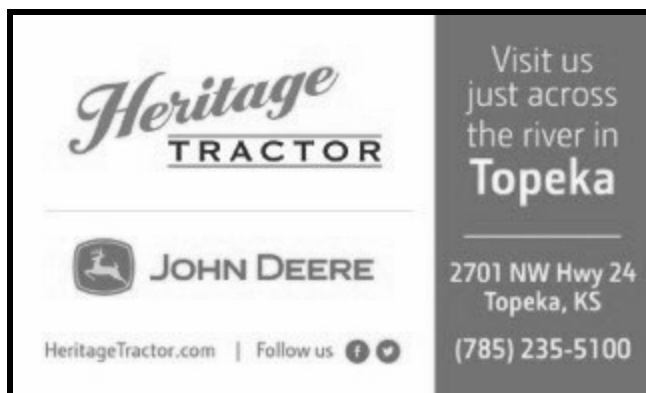 Heritage
TRACTOR
JOHN DEERE
HeritageTractor.com | Follow us
Visit us
just across
the river in
Topeka
2701 NW Hwy 24
Topeka, KS
(785) 235-5100